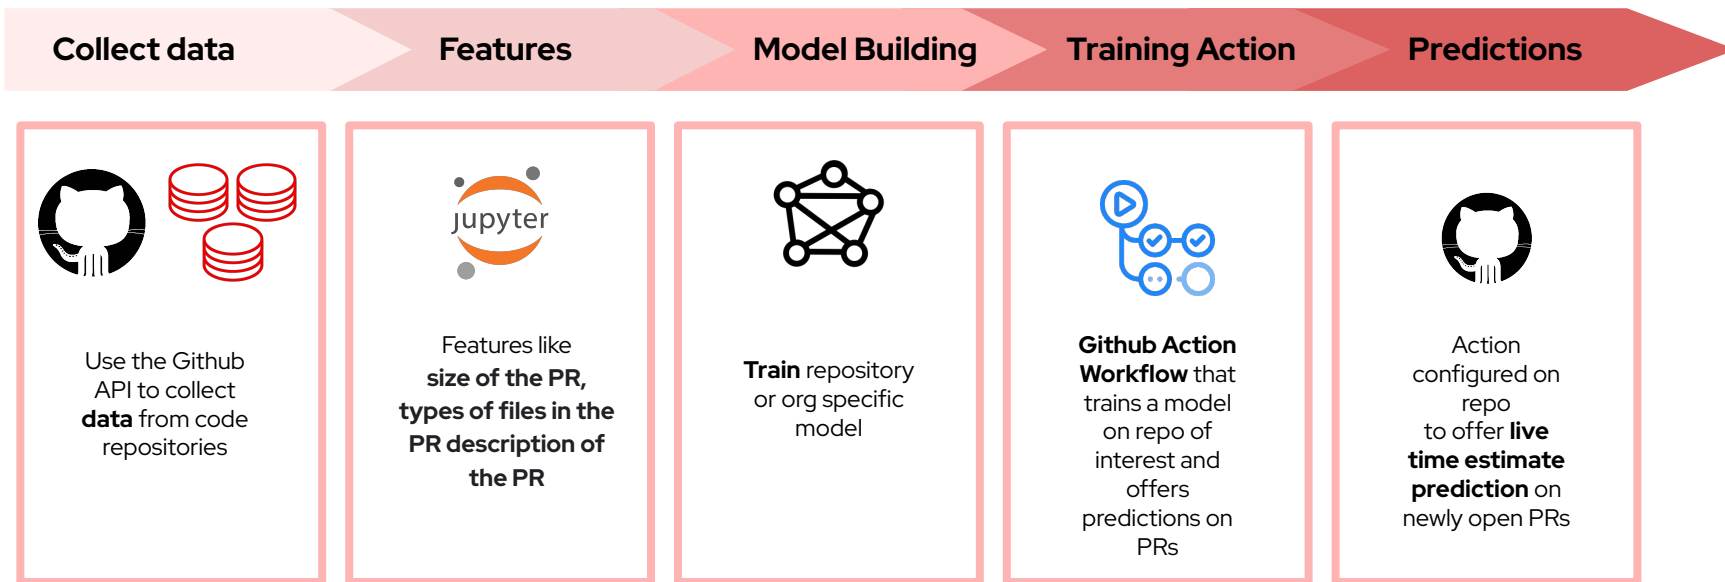 Collect data
Features
Model Building
Training Action
Predictions
Use the Github
API to collect
data from code
repositories
jupyter
Features like
size of the PR,
types of files in the
PR description of
the PR
Train repository
or org specific
model
Github Action
Workflow that
trains a model
on repo of
interest and
offers
predictions on
PRs
Action
configured on
repo
to offer live
time estimate
prediction on
newly open PRs